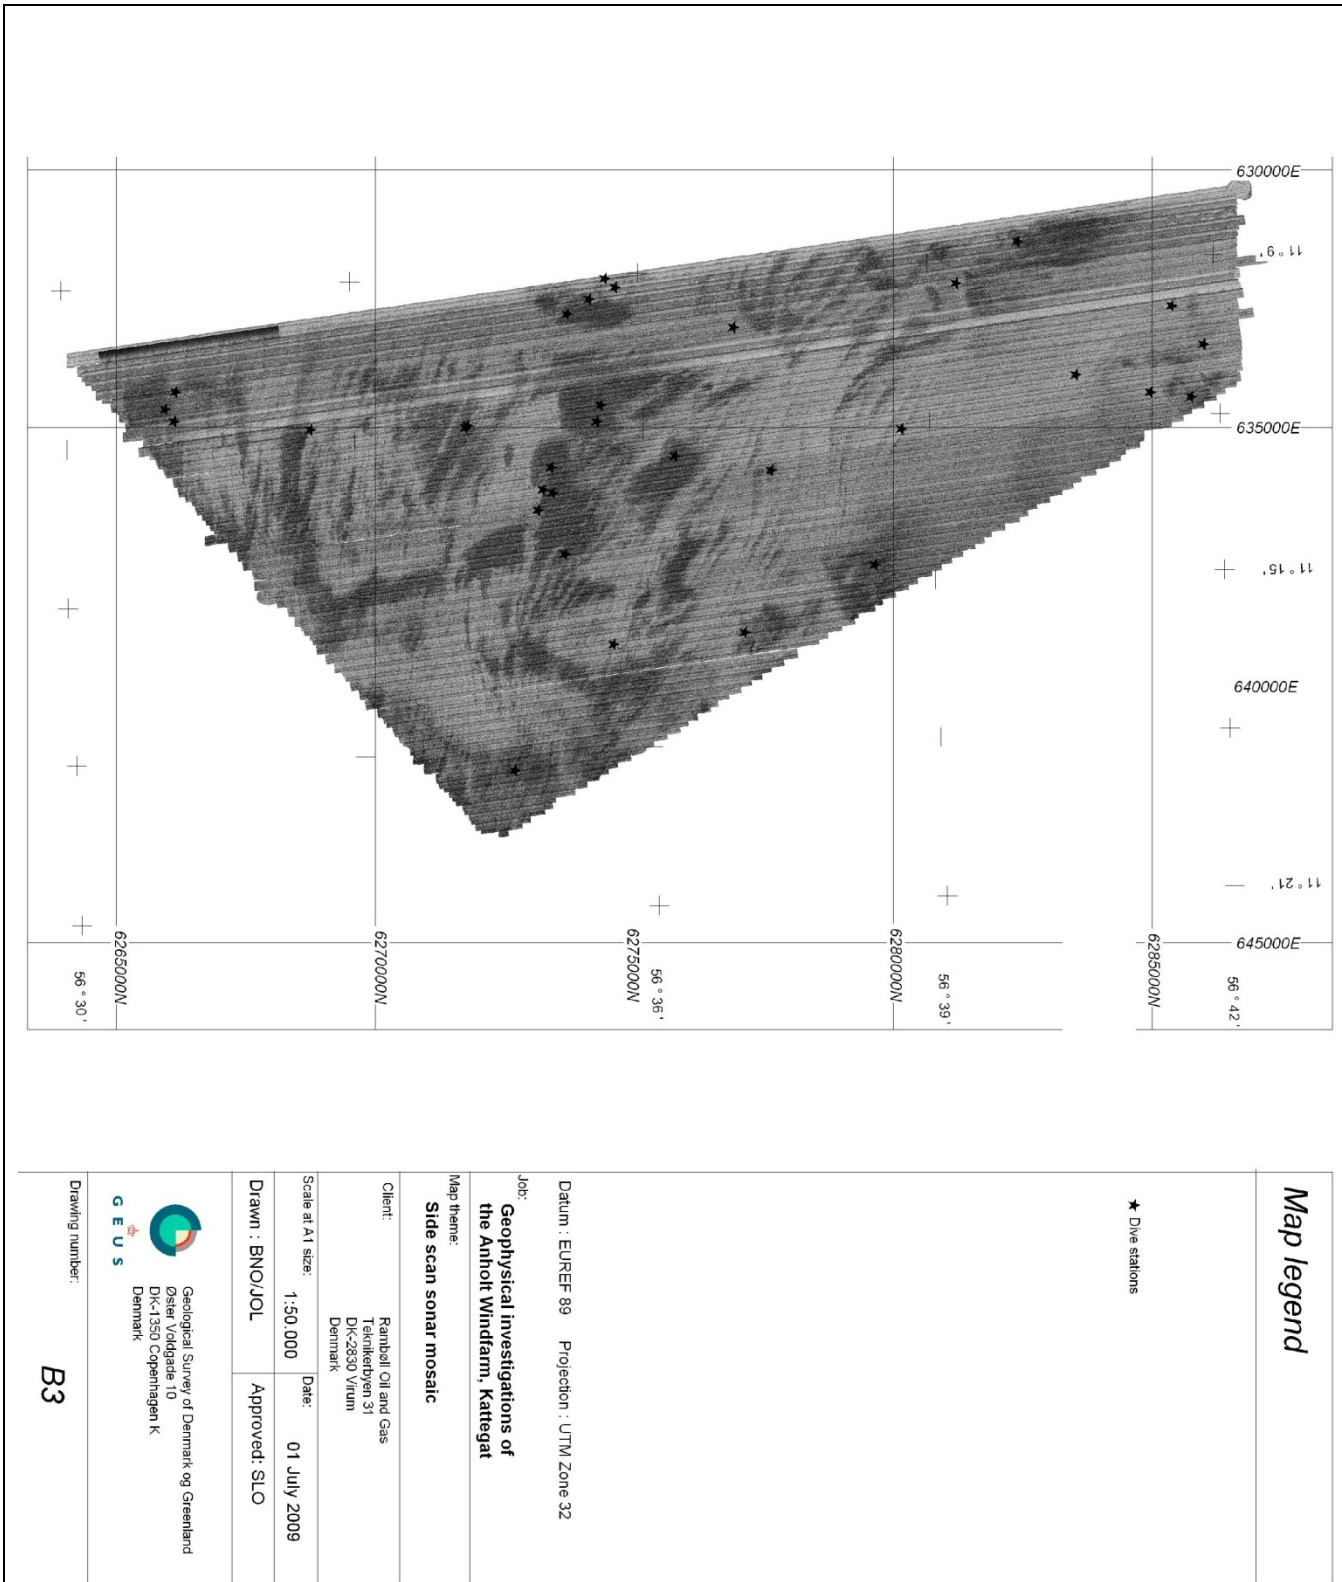 630000E
11 ° 9 '
635000E
11 ° 15 '
640000E
11 ° 21 '
645000E
6265000N
6270000N
6275000N
6280000N
6285000N
56 ° 30 '
56 ° 36 '
56 ° 39 '
56 ° 42 '
Map legend
★ Dive stations
Datum : EUREF 89 Projection : UTM Zone 32
Job:
Geophysical investigations of
the Anholt Windfarm, Kattegat
Map theme:
Side scan sonar mosaic
Client:
Rambøll Oil and Gas
Teknikerbyen 31
DK-2830 Virum
Denmark
Scale at A1 size:
1:50.000
Date:
01 July 2009
Drawn : BNO/JOL
Approved: SLO
G E U S
Geological Survey of Denmark og Greenland
Øster Voldgade 10
DK-1350 Copenhagen K
Denmark
Drawing number:
B3